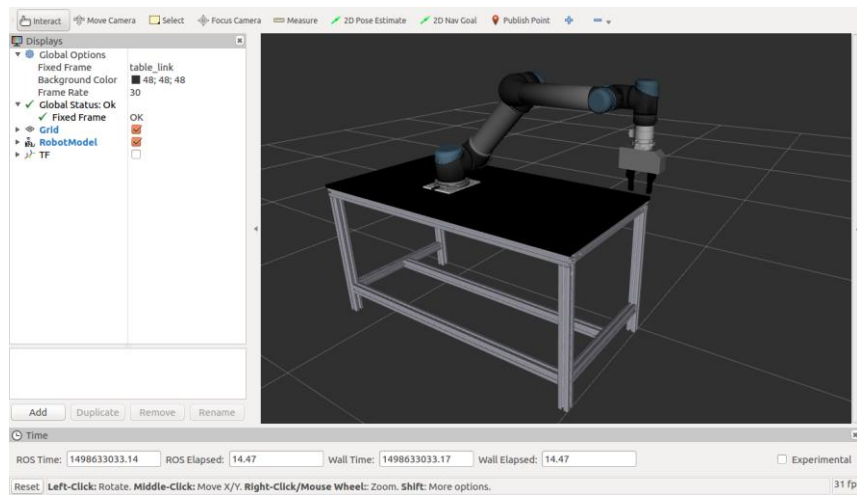 Interact Move Camera Select Focus Camera Measure 2D Pose Estimate 2D Nav Goal Publish Point
Displays
Global Options
Fixed Frame table_link
Background Color 48; 48; 48
Frame Rate 30
Global Status: Ok
Fixed Frame OK
Grid
RobotModel
TF
Add Duplicate Remove Rename
Time
ROS Time: 1498633033.14 ROS Elapsed: 14.47 Wall Time: 1498633033.17 Wall Elapsed: 14.47 Experimental
Reset Left-Click: Rotate. Middle-Click: Move X/Y. Right-Click/Mouse Wheel:: Zoom. Shift: More options. 31 fp